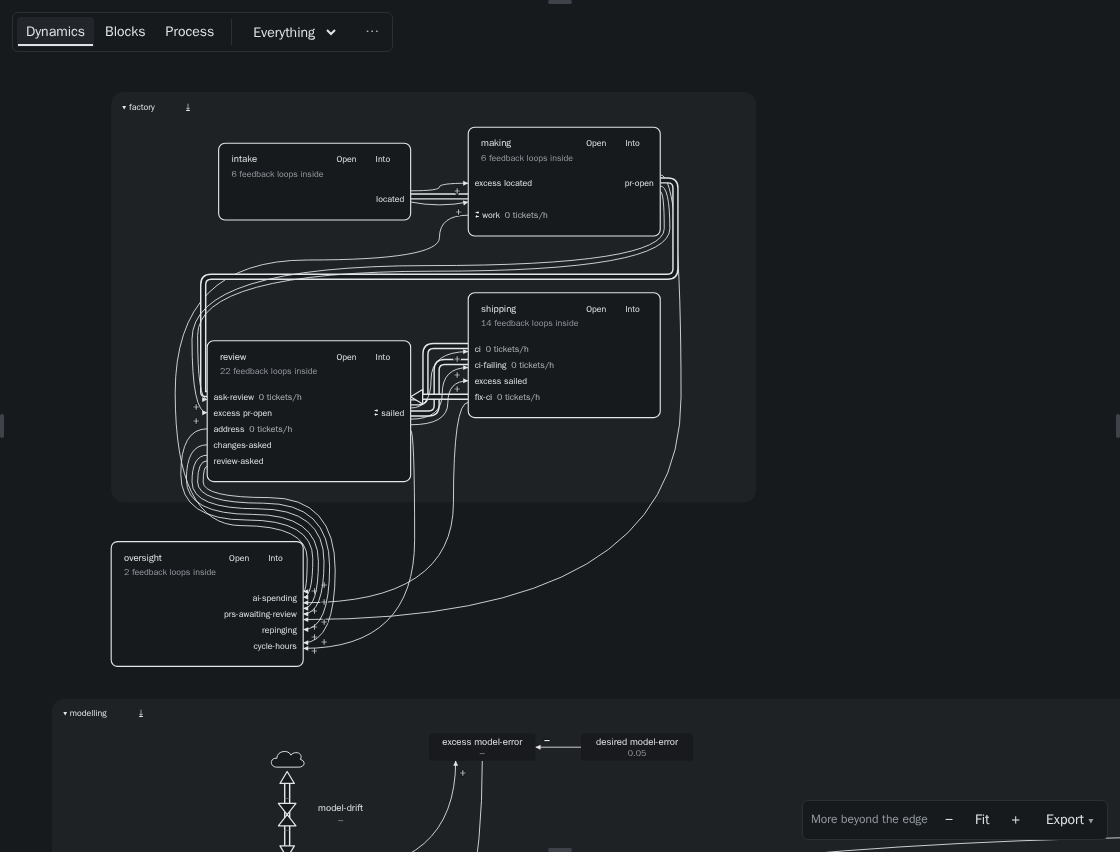 Dynamics Blocks Process Everything ...
factory
intake Open Into
6 feedback loops inside
located
making Open Into
6 feedback loops inside
excess located pr-open
work 0 tickets/h
shipping Open Into
14 feedback loops inside
ci 0 tickets/h
ci-failing 0 tickets/h
excess sailed
fix-ci 0 tickets/h
review Open Into
22 feedback loops inside
ask-review 0 tickets/h
excess pr-open sailed
address 0 tickets/h
changes-asked
review-asked
oversight Open Into
2 feedback loops inside
ai-spending
prs-awaiting-review
repinging
cycle-hours
modelling
excess model-error
–
desired model-error
0.05
model-drift
–
More beyond the edge − Fit + Export